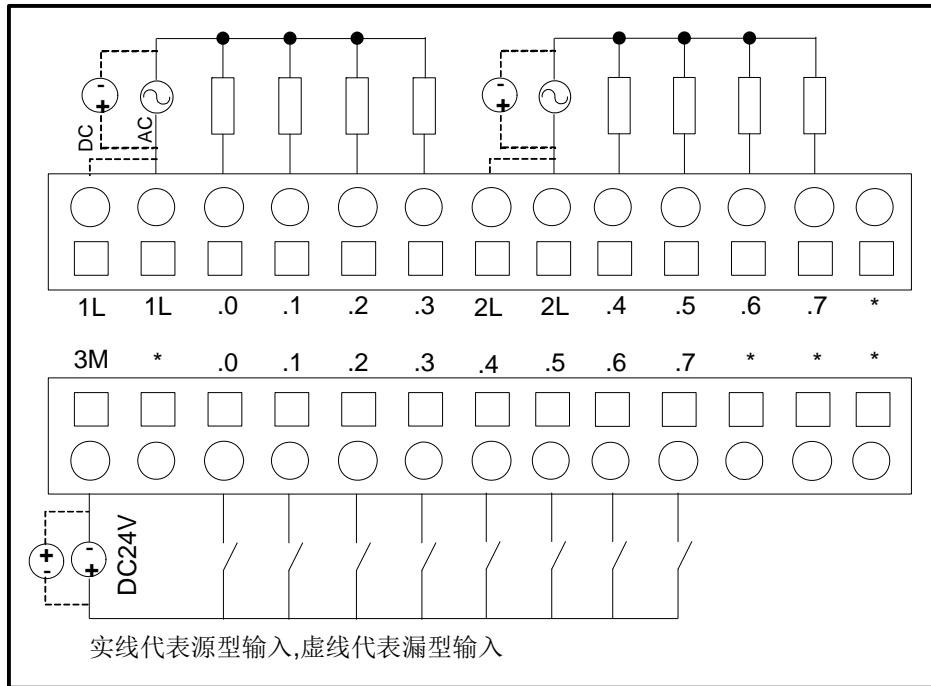 - +
DC
AC
- +
1L 1L .0 .1 .2 .3 2L 2L .4 .5 .6 .7 *
3M * .0 .1 .2 .3 .4 .5 .6 .7 * * *
+ -
- +
DC24V
实线代表源型输入,虚线代表漏型输入